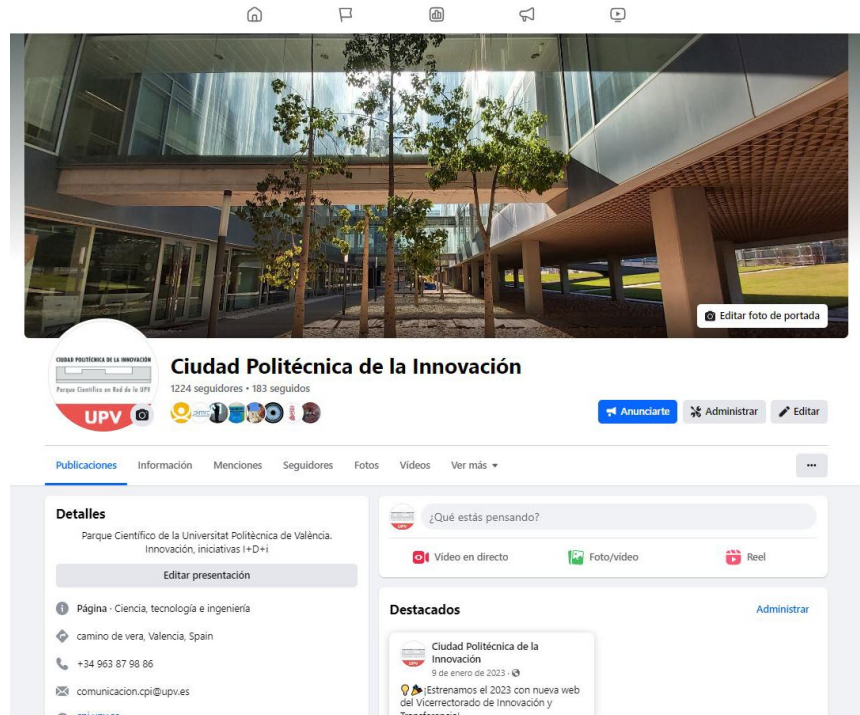 Editar foto de portada
CIUDAD POLITÉCNICA DE LA INNOVACIÓN
Parque Científico en Red de la UPV
UPV
Ciudad Politécnica de la Innovación
1224 seguidores • 183 seguidos
Anunciarte
Administrar
Editar
Publicaciones
Información
Menciones
Seguidores
Fotos
Vídeos
Ver más
Detalles
Parque Científico de la Universitat Politècnica de València.
Innovación, iniciativas I+D+i
Editar presentación
Página · Ciencia, tecnología e ingeniería
camino de vera, Valencia, Spain
+34 963 87 98 86
comunicacion.cpi@upv.es
¿Qué estás pensando?
Vídeo en directo
Foto/vídeo
Reel
Destacados
Administrar
Ciudad Politécnica de la
Innovación
9 de enero de 2023 ·
¡Estrenamos el 2023 con nueva web
del Vicerrectorado de Innovación y